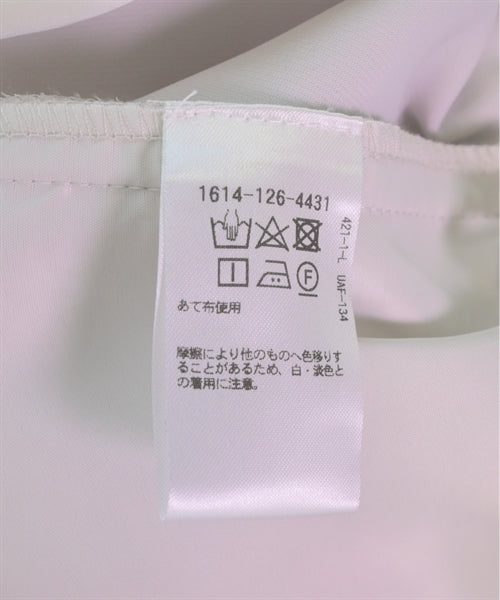 1614-126-4431
F
あて布使用
摩擦により他のものへ色移りす
ることがあるため、白・淡色と
の着用に注意。
421-1-L UAF-134